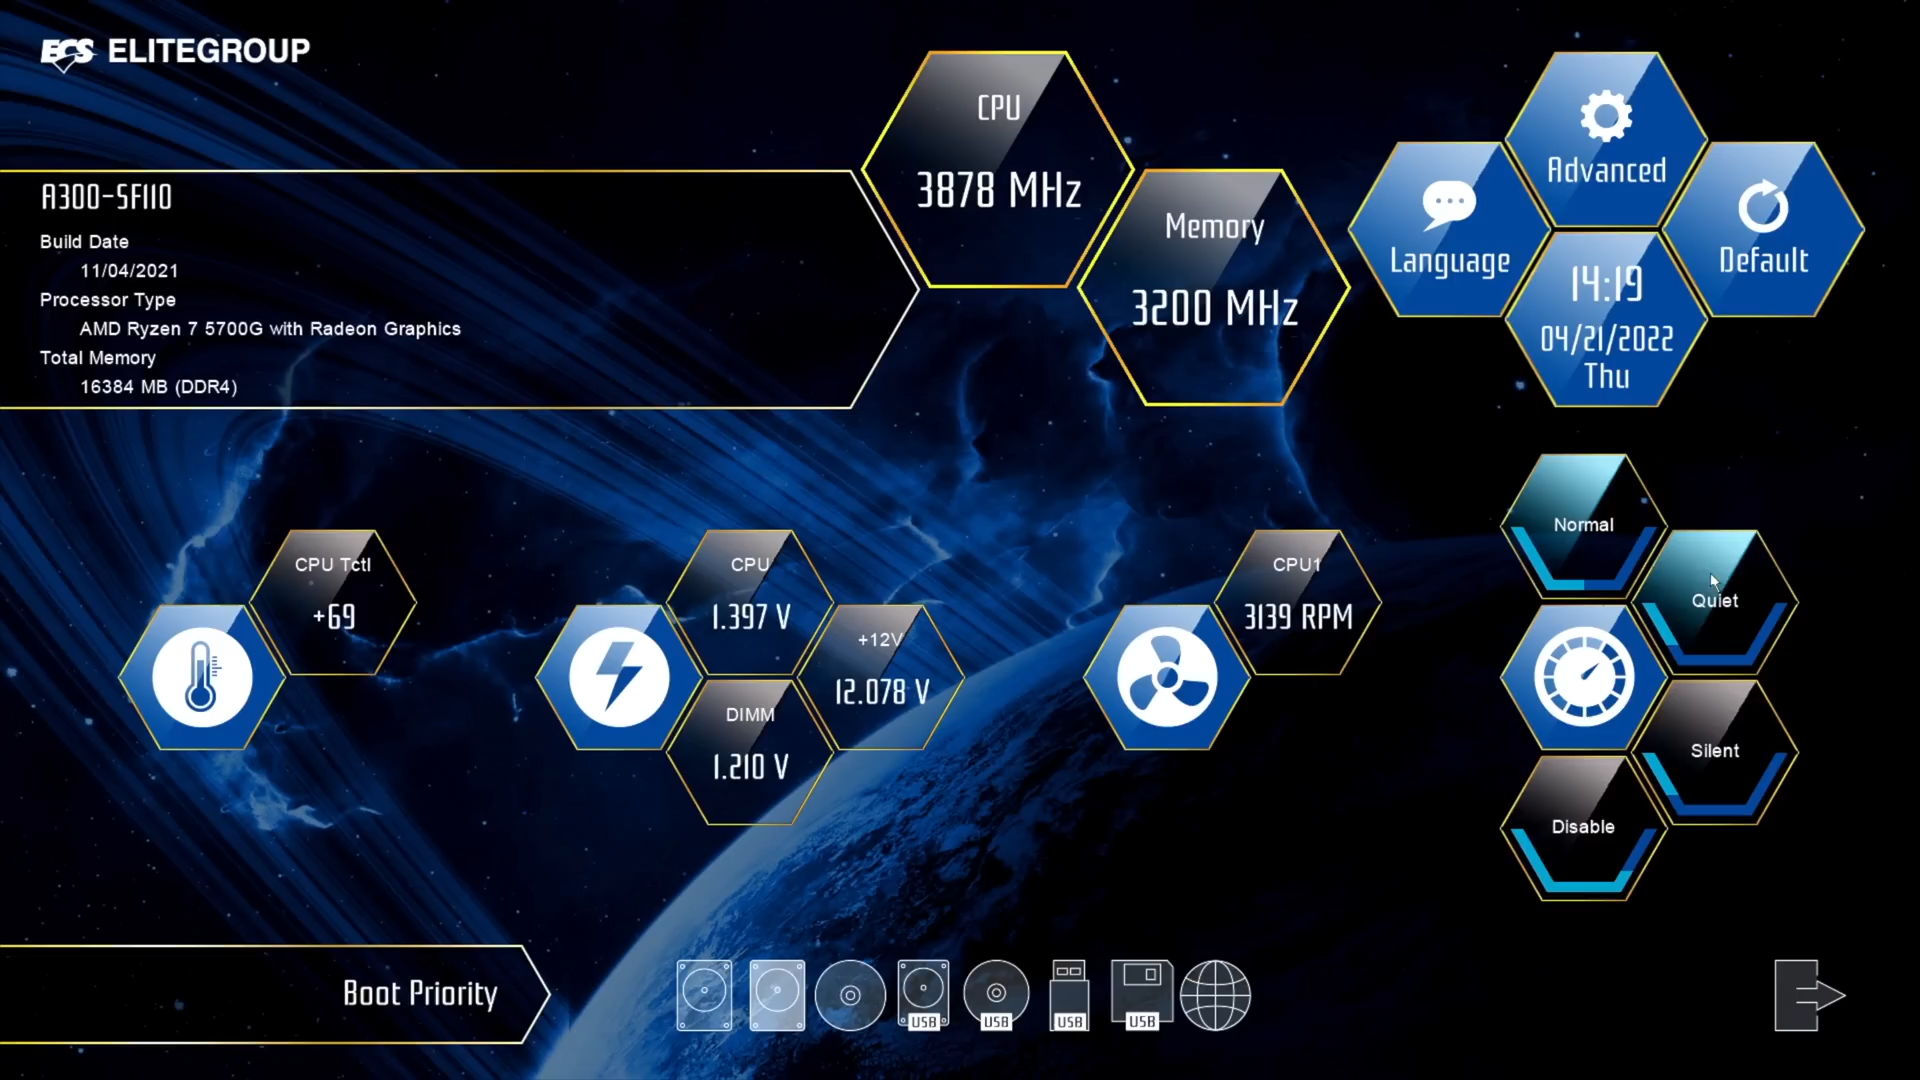 ECS ELITEGROUP
A300-SF110
Build Date
11/04/2021
Processor Type
AMD Ryzen 7 5700G with Radeon Graphics
Total Memory
16384 MB (DDR4)
CPU
3878 MHz
Memory
3200 MHz
Advanced
Language
Default
14:19
04/21/2022
Thu
CPU Tctl
+69
CPU
1.397 V
+12V
12.078 V
DIMM
1.210 V
CPU1
3139 RPM
Normal
Quiet
Silent
Disable
Boot Priority
USB
USB
USB
USB